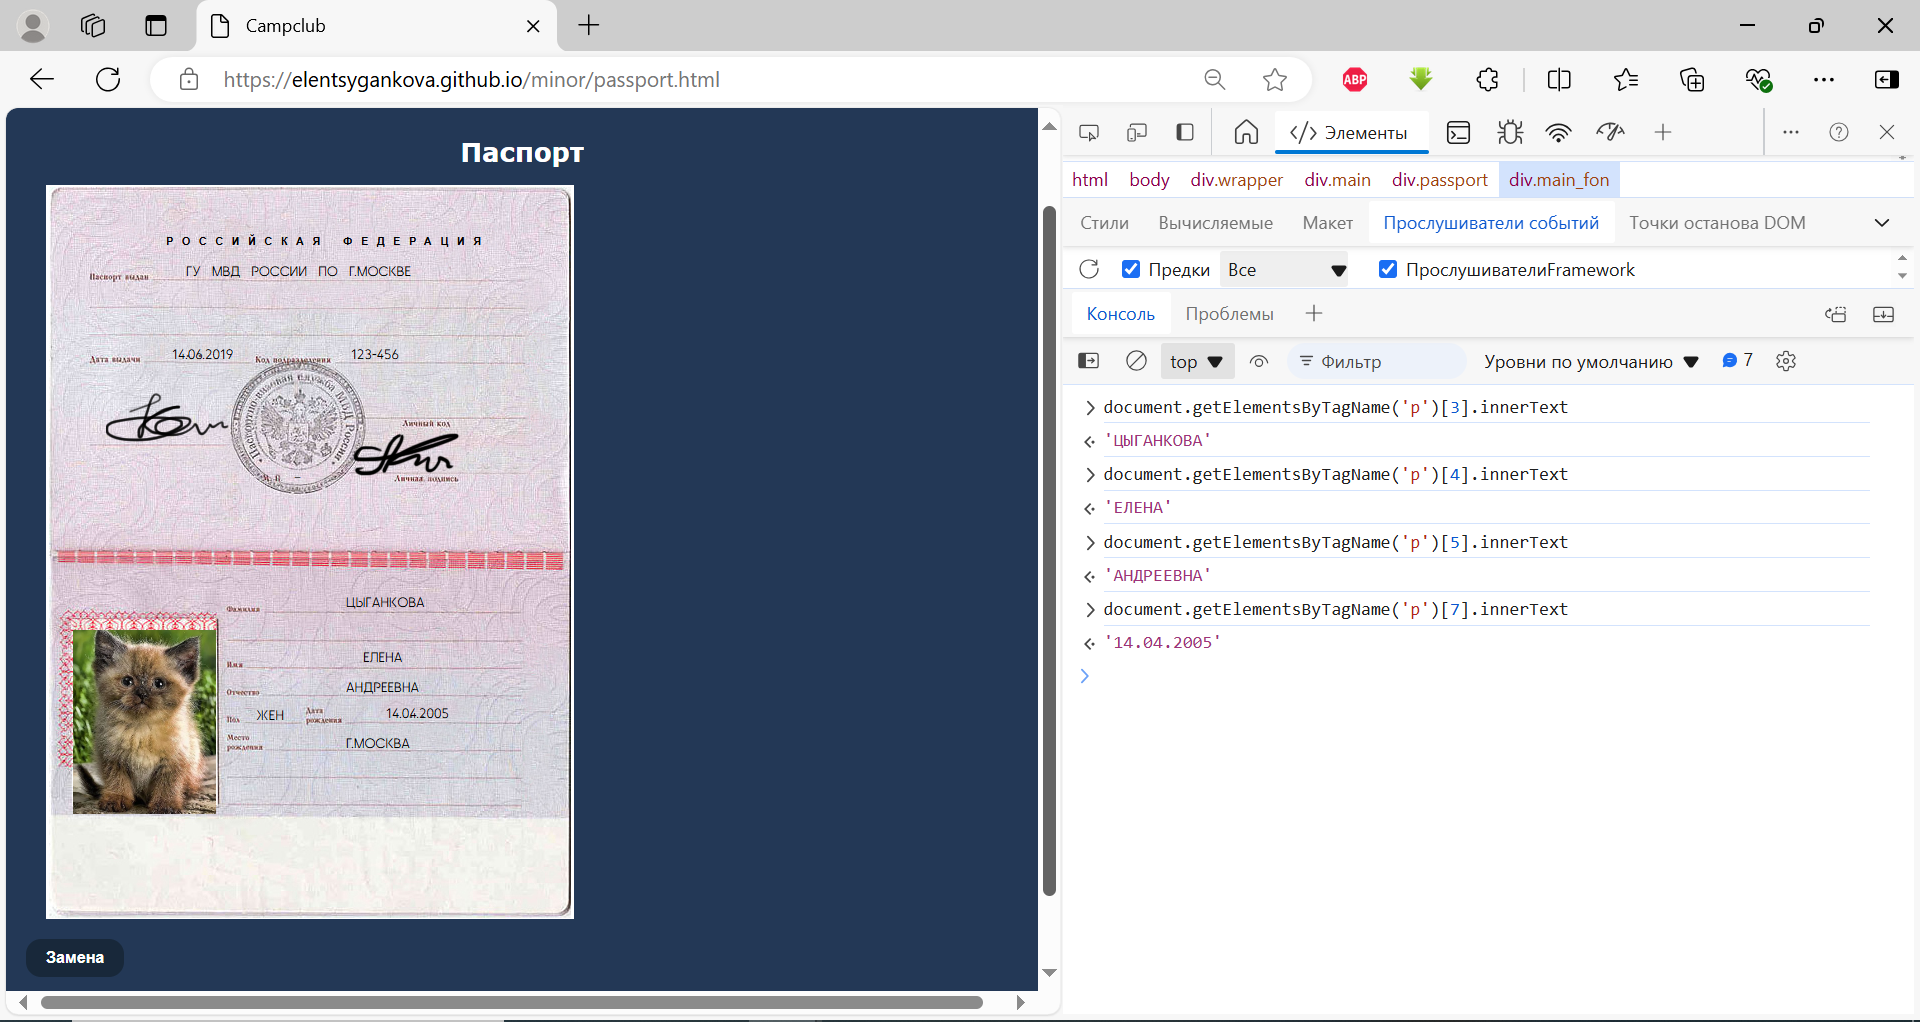 Campclub
https://elentsygankova.github.io/minor/passport.html
ABP
Паспорт
РОССИЙСКАЯ ФЕДЕРАЦИЯ
Паспорт выдан ГУ МВД РОССИИ ПО Г.МОСКВЕ
Дата выдачи 14.06.2019 Код подразделения 123-456
Личный код
М. П.
Личная подпись
Фамилия ЦЫГАНКОВА
Имя ЕЛЕНА
Отчество АНДРЕЕВНА
Пол ЖЕН Дата рождения 14.04.2005
Место рождения Г.МОСКВА
Замена
Элементы
html body div.wrapper div.main div.passport div.main_fon
Стили Вычисляемые Макет Прослушиватели событий Точки останова DOM
Предки Все ПрослушивателиFramework
Консоль Проблемы
top Фильтр Уровни по умолчанию 7
document.getElementsByTagName('p')[3].innerText
'ЦЫГАНКОВА'
document.getElementsByTagName('p')[4].innerText
'ЕЛЕНА'
document.getElementsByTagName('p')[5].innerText
'АНДРЕЕВНА'
document.getElementsByTagName('p')[7].innerText
'14.04.2005'